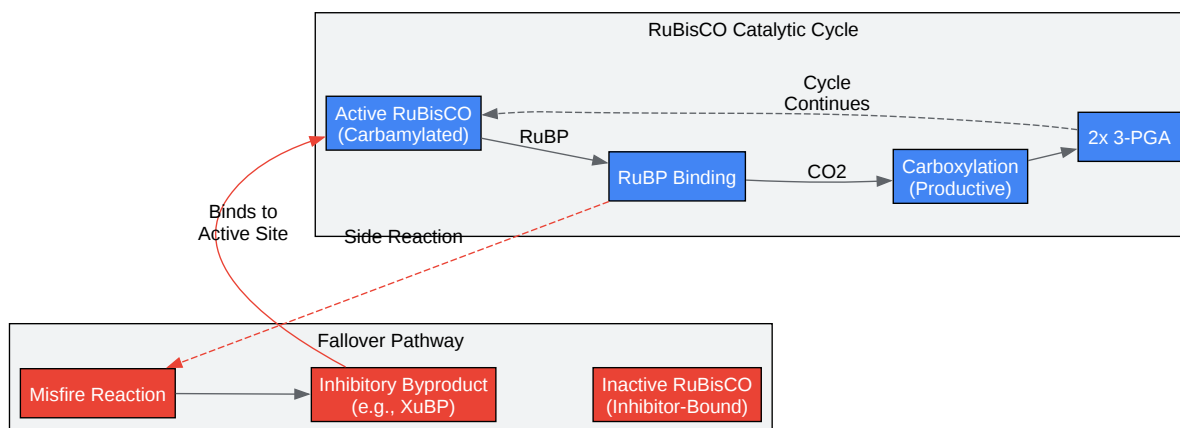 RuBisCO Catalytic Cycle
Cycle
Continues
Active RuBisCO
(Carbamylated)
RuBP
2x 3-PGA
RuBP Binding
CO2
Carboxylation
(Productive)
Binds to
Active Site
Side Reaction
Fallover Pathway
Misfire Reaction
Inhibitory Byproduct
(e.g., XuBP)
Inactive RuBisCO
(Inhibitor-Bound)